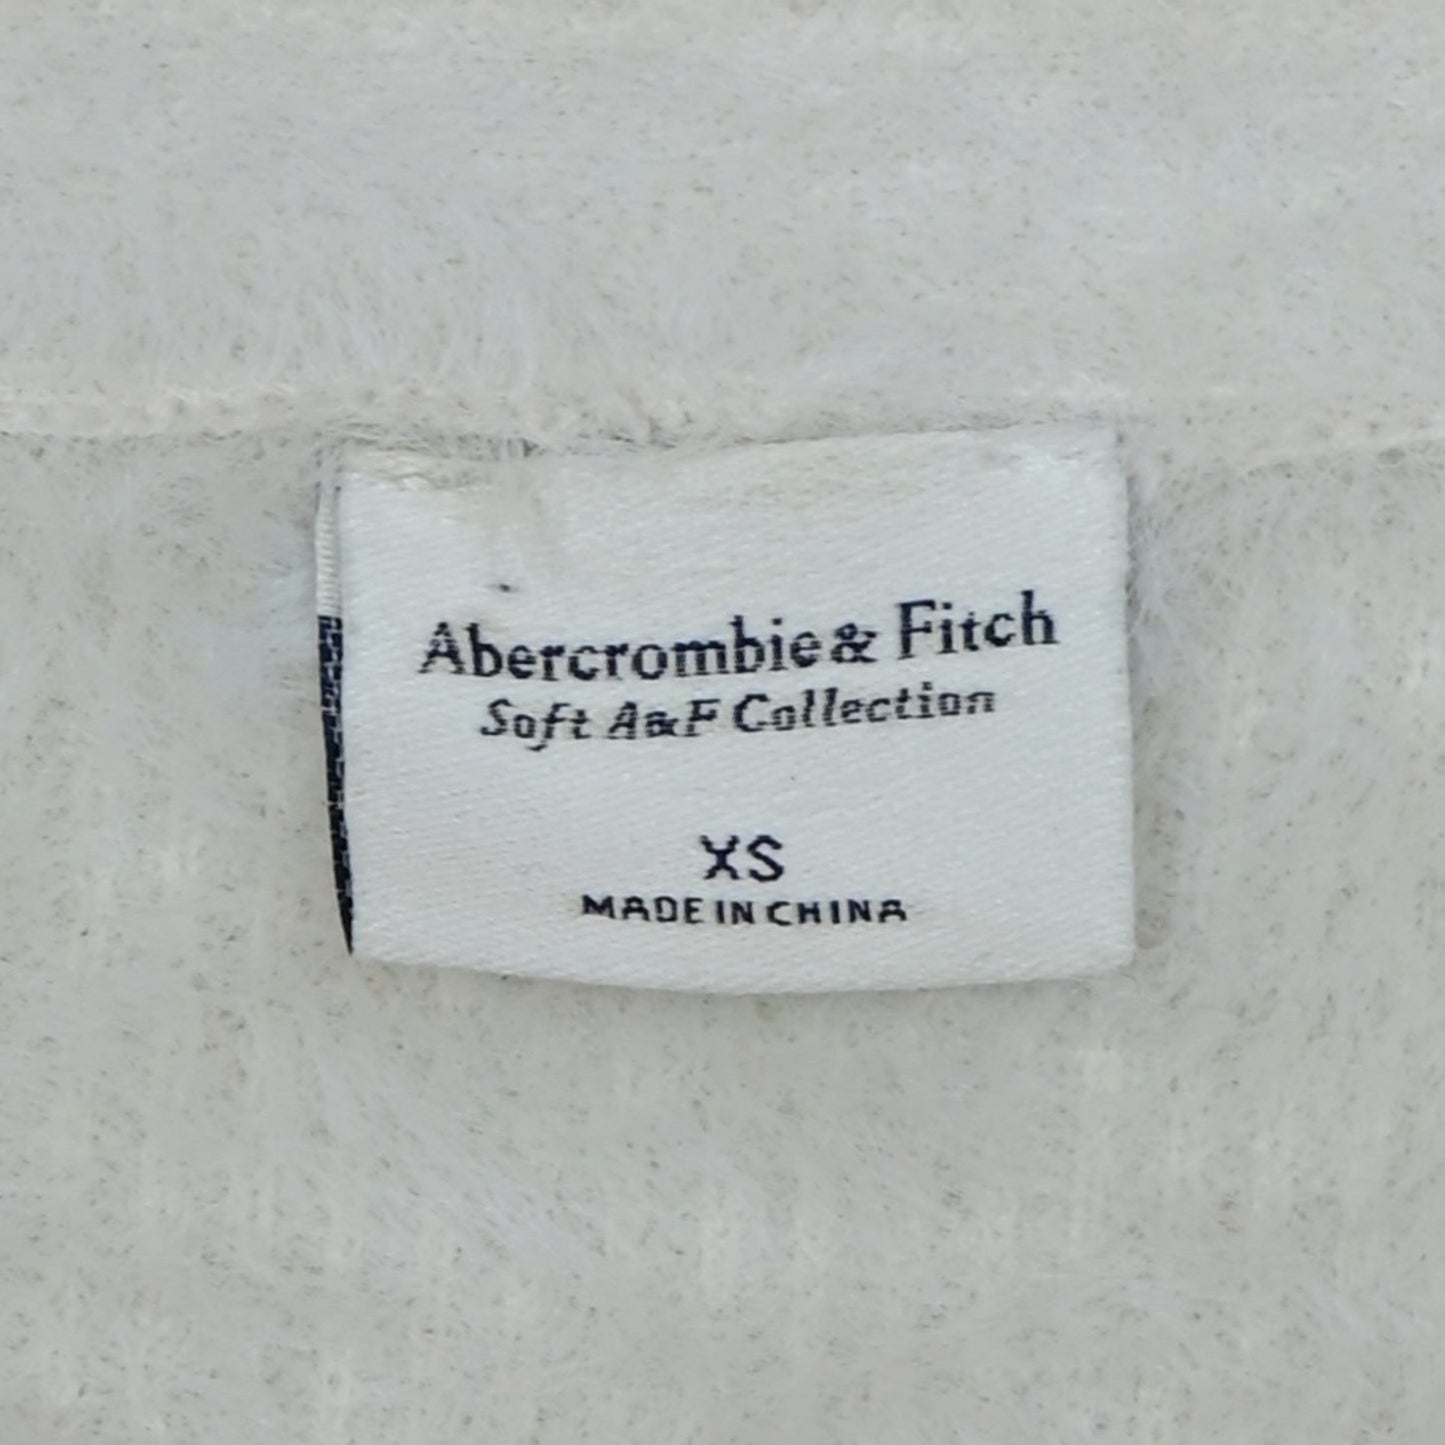 Abercrombie & Fitch
Soft A&F Collection
XS
MADE IN CHINA